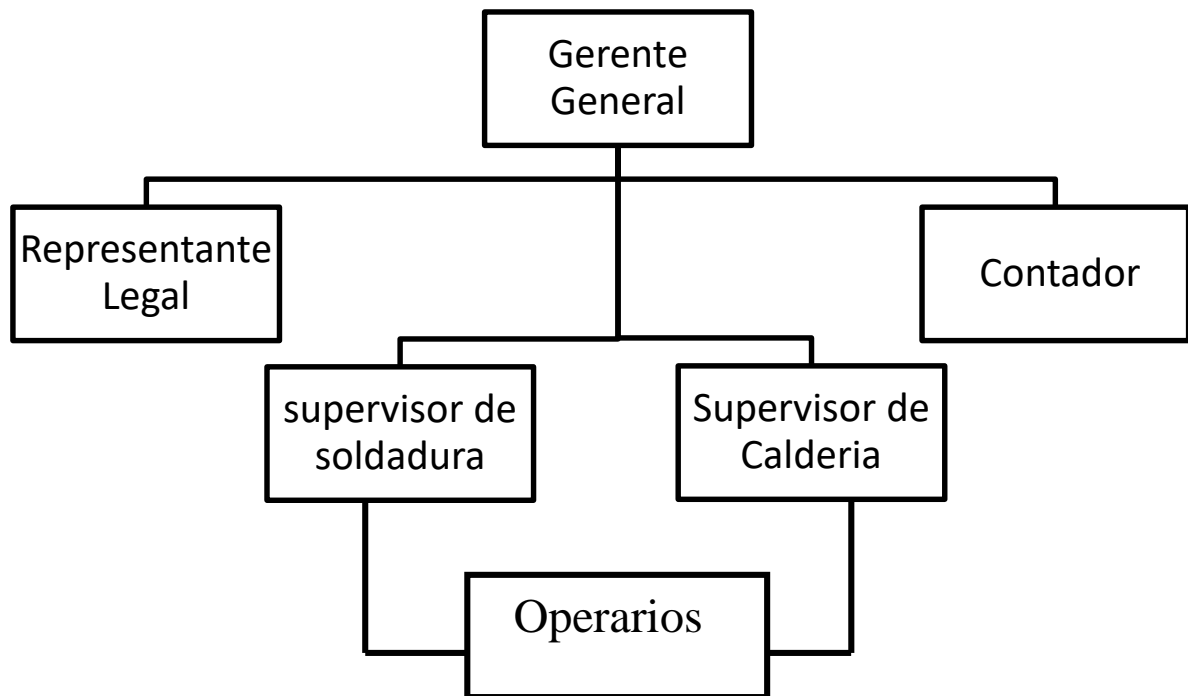 Gerente
General
Representante
Legal
Contador
supervisor de
soldadura
Supervisor de
Calderia
Operarios